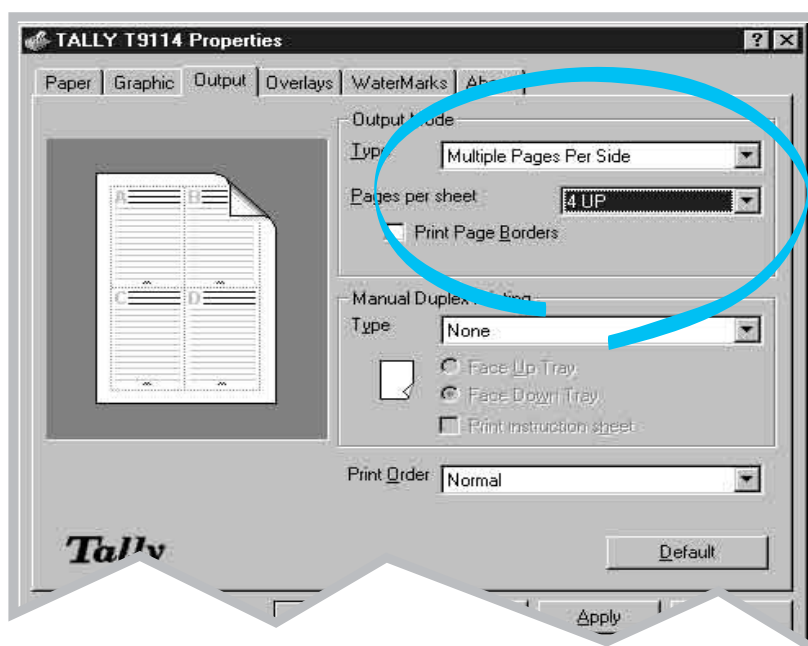 TALLY T9114 Properties
Paper Graphic Output Overlays WaterMarks
Output Mode
Type Multiple Pages Per Side
Pages per sheet 4 UP
Print Page Borders
A B
C D
Manual Duplex Printing
Type None
Face Up Tray
Face Down Tray
Print instruction sheet
Print Order Normal
Tally
Default
Apply